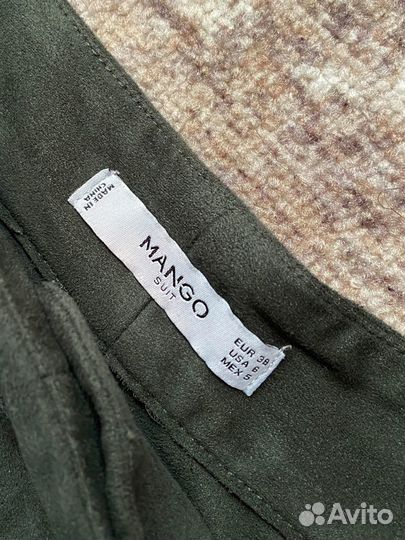 MADE IN
CHINA
MANGO
SUIT
EUR 38
USA 6
MEX 5
Avito